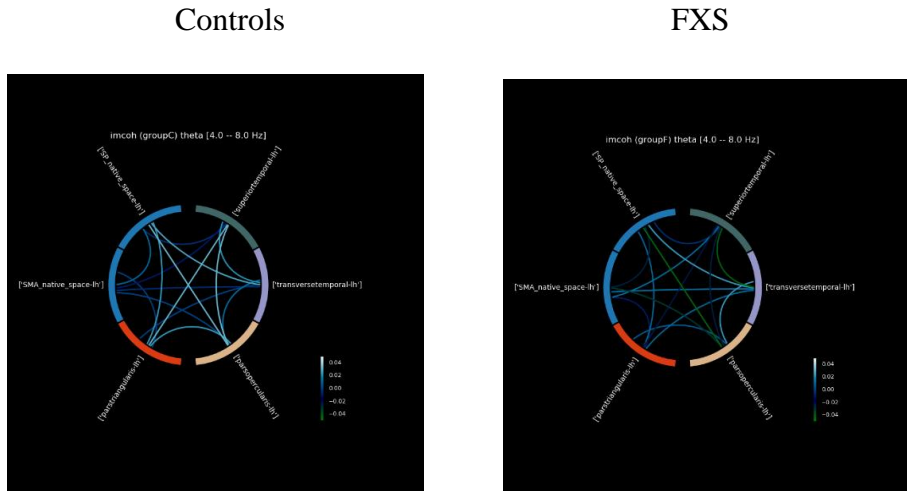 Controls
FXS
imcoh (groupC) theta [4.0 -- 8.0 Hz]
['SP_native_space-lh']
['superiortemporal-lh']
['SMA_native_space-lh']
['transversetemporal-lh']
['parstriangularis-lh']
['parsopercularis-lh']
0.04
0.02
0.00
−0.02
−0.04
imcoh (groupF) theta [4.0 -- 8.0 Hz]
['SP_native_space-lh']
['superiortemporal-lh']
['SMA_native_space-lh']
['transversetemporal-lh']
['parstriangularis-lh']
['parsopercularis-lh']
0.04
0.02
0.00
−0.02
−0.04